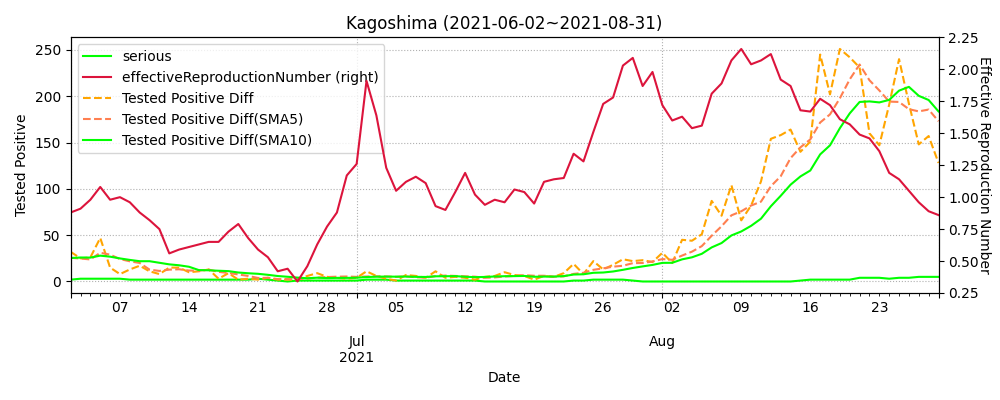 Kagoshima (2021-06-02~2021-08-31)
serious
effectiveReproductionNumber (right)
Tested Positive Diff
Tested Positive Diff(SMA5)
Tested Positive Diff(SMA10)
Tested Positive
250
200
150
100
50
0
2.25
2.00
1.75
1.50
1.25
1.00
0.75
0.50
0.25
Effective Reproduction Number
07 14 21 28 05 12 19 26 02 09 16 23
Jul Aug
2021
Date